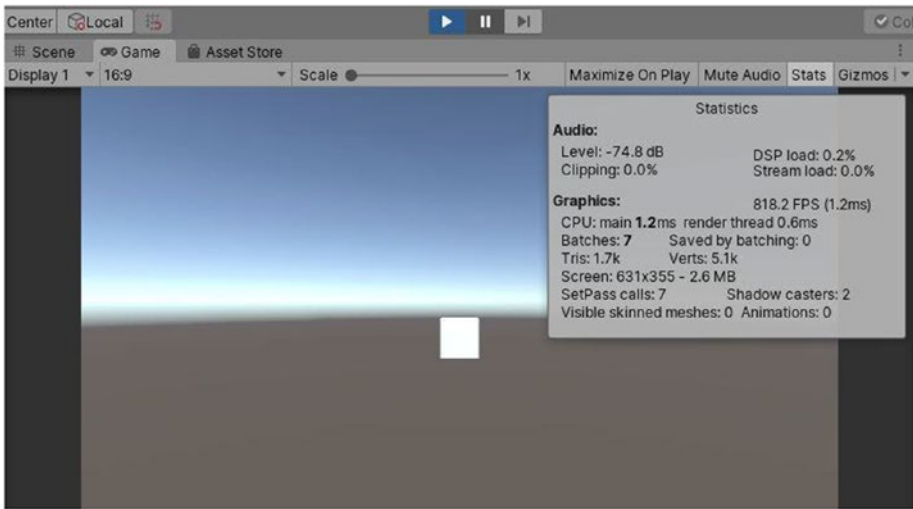 Center Local Co
Scene Game Asset Store
Display 1 16:9 Scale 1x Maximize On Play Mute Audio Stats Gizmos
Statistics
Audio:
Level: -74.8 dB DSP load: 0.2%
Clipping: 0.0% Stream load: 0.0%
Graphics: 818.2 FPS (1.2ms)
CPU: main 1.2ms render thread 0.6ms
Batches: 7 Saved by batching: 0
Tris: 1.7k Verts: 5.1k
Screen: 631x355 - 2.6 MB
SetPass calls: 7 Shadow casters: 2
Visible skinned meshes: 0 Animations: 0